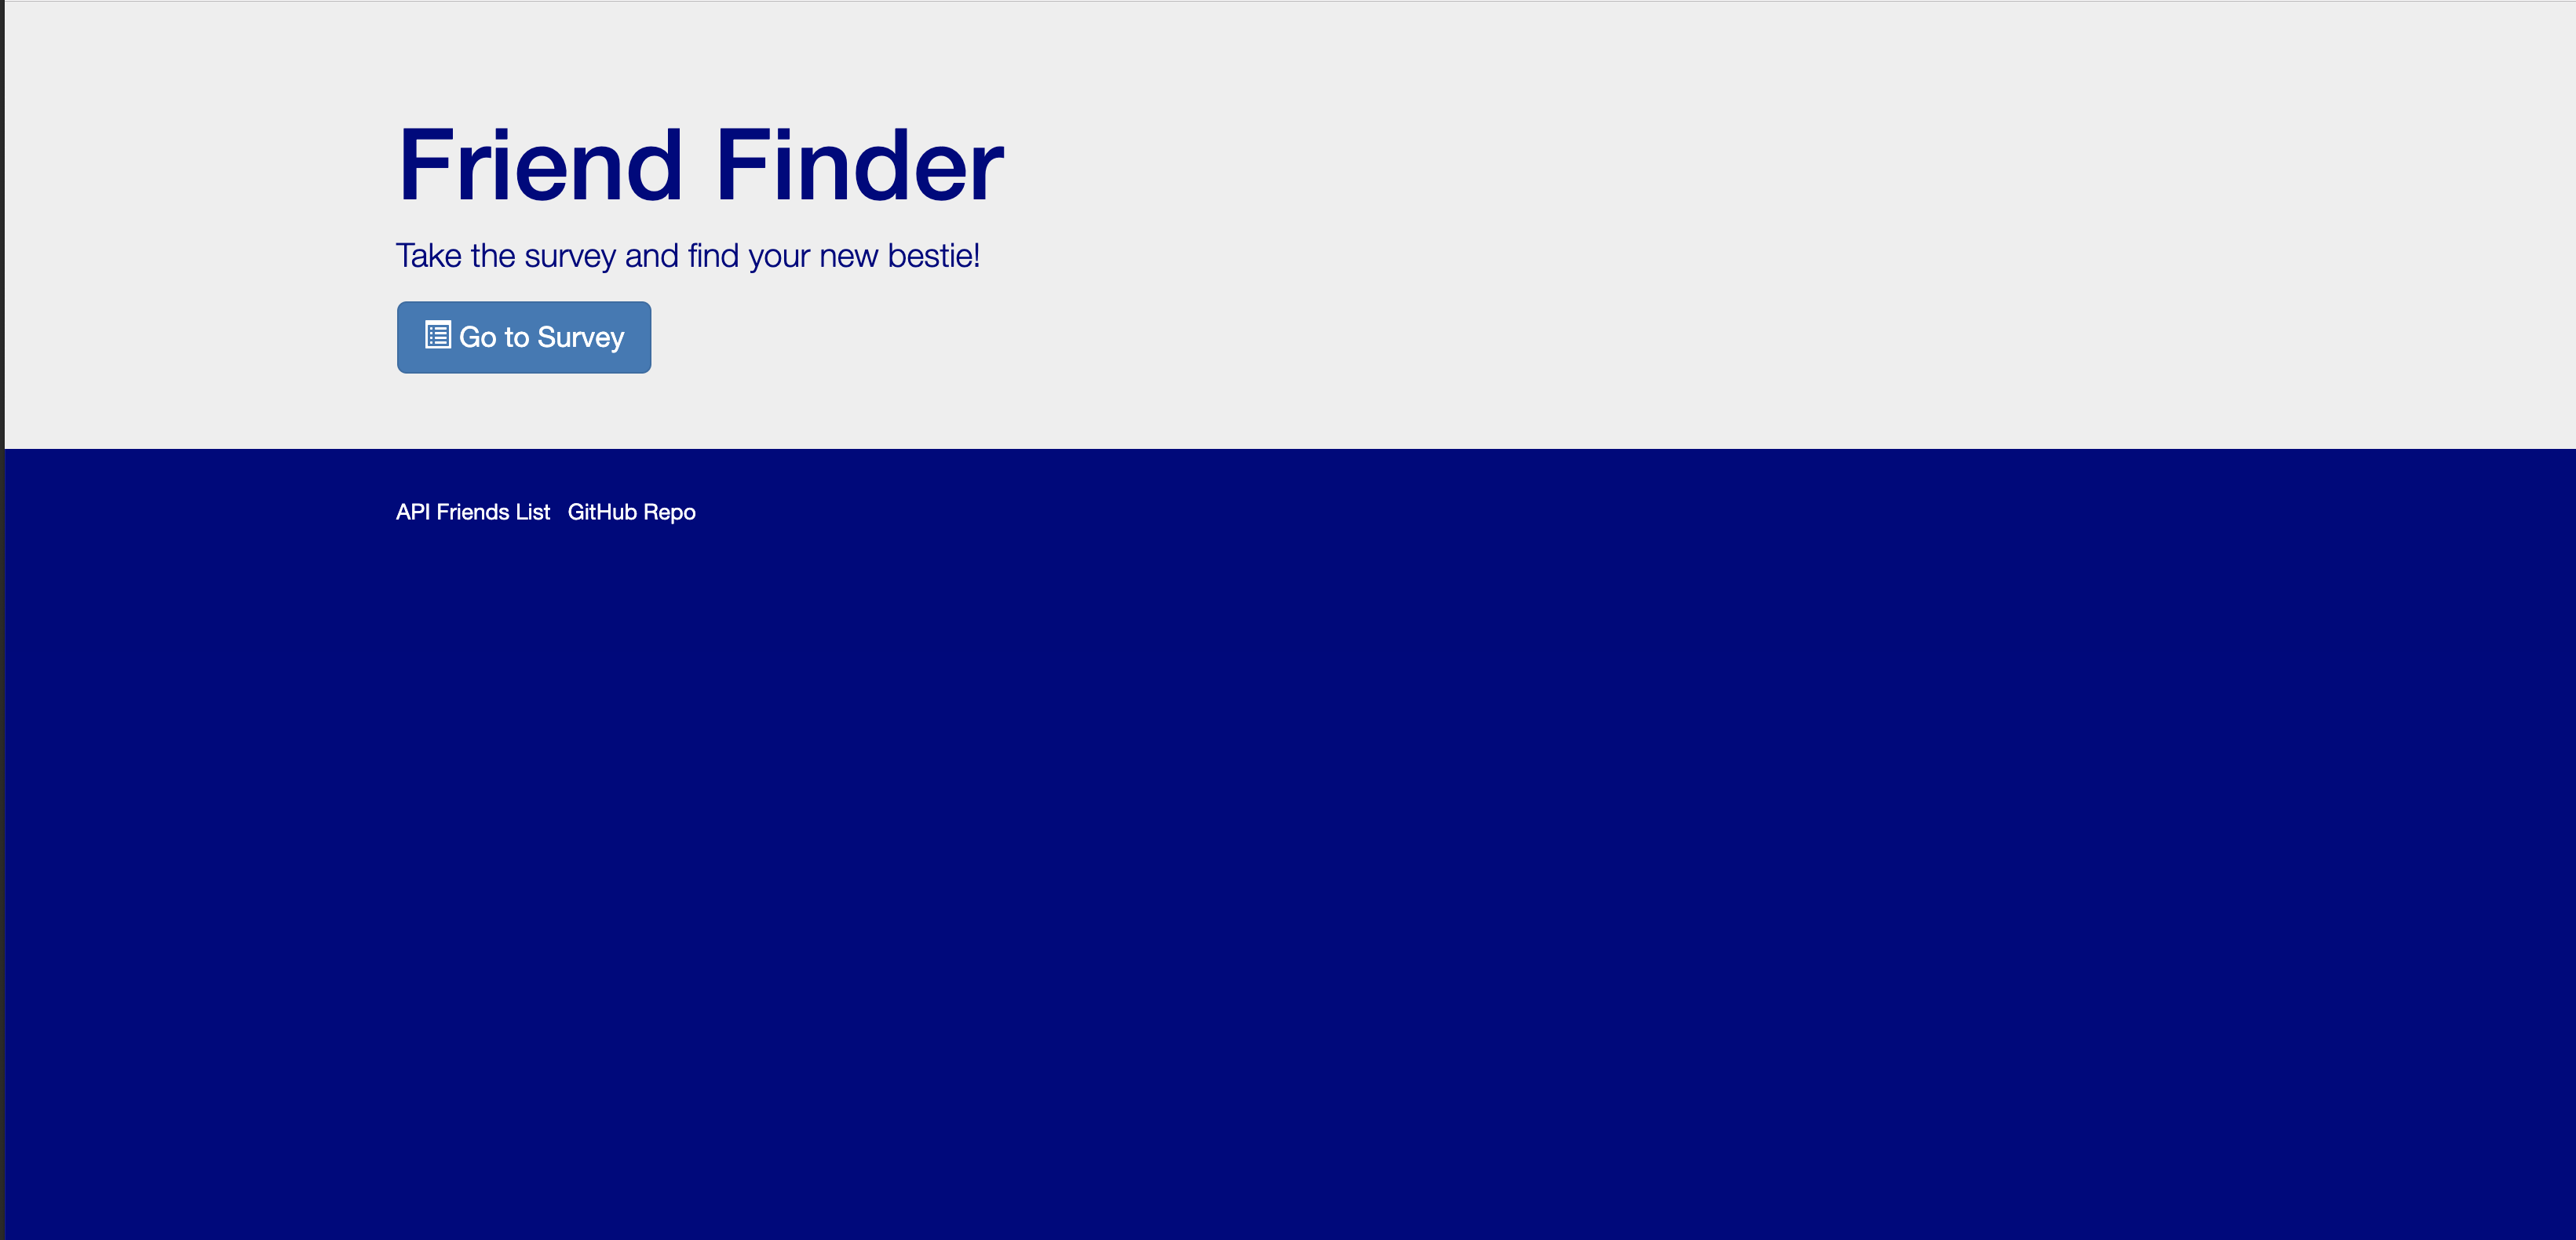 Friend Finder
Take the survey and find your new bestie!
Go to Survey
API Friends List GitHub Repo